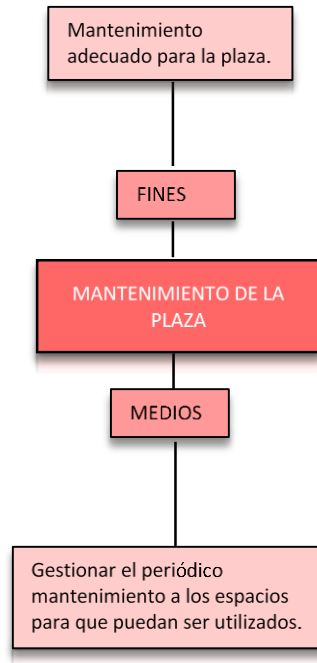 Mantenimiento
adecuado para la plaza.
FINES
MANTENIMIENTO DE LA
PLAZA
MEDIOS
Gestionar el periódico
mantenimiento a los espacios
para que puedan ser utilizados.